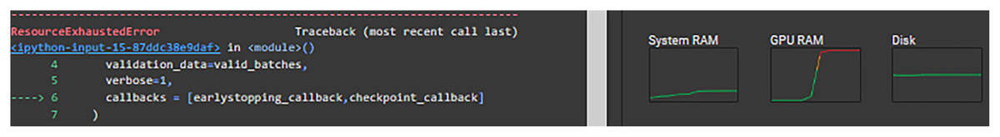 ---------------------------------------------------------------------------
ResourceExhaustedError                    Traceback (most recent call last)
<ipython-input-15-87ddc38e9daf> in <module>()
      4       validation_data=valid_batches,
      5       verbose=1,
----> 6       callbacks = [earlystopping_callback,checkpoint_callback]
      7     )
System RAM
GPU RAM
Disk